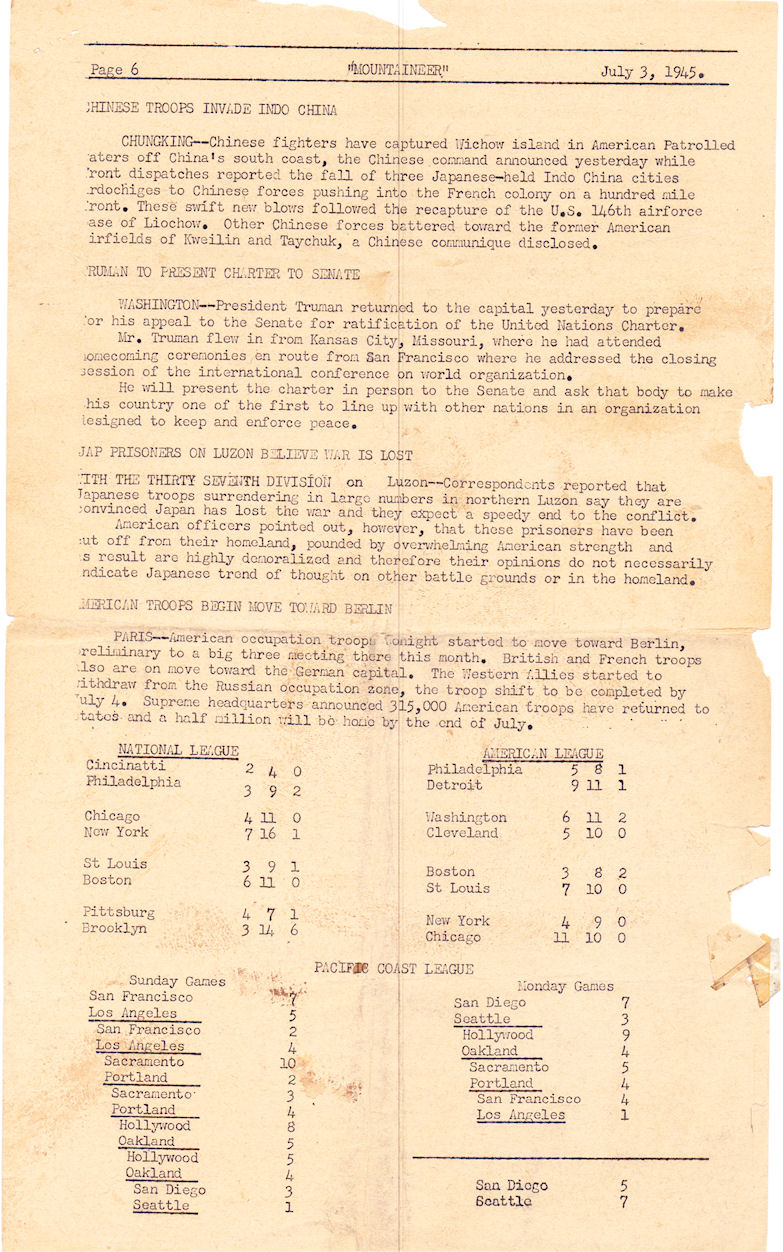 Page 6 "MOUNTAINEER" July 3, 1945.
CHINESE TROOPS INVADE INDO CHINA
CHUNGKING--Chinese fighters have captured Wichow island in American Patrolled
aters off China's south coast, the Chinese command announced yesterday while
ront dispatches reported the fall of three Japanese-held Indo China cities
rdochiges to Chinese forces pushing into the French colony on a hundred mile
ront. These swift new blows followed the recapture of the U.S. 146th airforce
ase of Liochow. Other Chinese forces battered toward the former American
irfields of Kweilin and Taychuk, a Chinese communique disclosed.
TRUMAN TO PRESENT CHARTER TO SENATE
WASHINGTON--President Truman returned to the capital yesterday to prepare
for his appeal to the Senate for ratification of the United Nations Charter.
Mr. Truman flew in from Kansas City, Missouri, where he had attended
homecoming ceremonies en route from San Francisco where he addressed the closing
session of the international conference on world organization.
He will present the charter in person to the Senate and ask that body to make
his country one of the first to line up with other nations in an organization
designed to keep and enforce peace.
JAP PRISONERS ON LUZON BELIEVE WAR IS LOST
WITH THE THIRTY SEVENTH DIVISION on Luzon--Correspondents reported that
Japanese troops surrendering in large numbers in northern Luzon say they are
convinced Japan has lost the war and they expect a speedy end to the conflict.
American officers pointed out, however, that these prisoners have been
cut off from their homeland, pounded by overwhelming American strength and
s result are highly demoralized and therefore their opinions do not necessarily
ndicate Japanese trend of thought on other battle grounds or in the homeland.
AMERICAN TROOPS BEGIN MOVE TOWARD BERLIN
PARIS--American occupation troops tonight started to move toward Berlin,
preliminary to a big three meeting there this month. British and French troops
also are on move toward the German capital. The Western Allies started to
withdraw from the Russian occupation zone, the troop shift to be completed by
July 4. Supreme headquarters announced 315,000 American troops have returned to
states and a half million will be home by the end of July.
NATIONAL LEAGUE
Cincinatti 2 4 0
Philadelphia 3 9 2
Chicago 4 11 0
New York 7 16 1
St Louis 3 9 1
Boston 6 11 0
Pittsburg 4 7 1
Brooklyn 3 14 6
AMERICAN LEAGUE
Philadelphia 5 8 1
Detroit 9 11 1
Washington 6 11 2
Cleveland 5 10 0
Boston 3 8 2
St Louis 7 10 0
New York 4 9 0
Chicago 11 10 0
PACIFIC COAST LEAGUE
Sunday Games
San Francisco 7
Los Angeles 5
San Francisco 2
Los Angeles 4
Sacramento 10
Portland 2
Sacramento 3
Portland 4
Hollywood 8
Oakland 5
Hollywood 5
Oakland 4
San Diego 3
Seattle 1
Monday Games
San Diego 7
Seattle 3
Hollywood 9
Oakland 4
Sacramento 5
Portland 4
San Francisco 4
Los Angeles 1
San Diego 5
Seattle 7